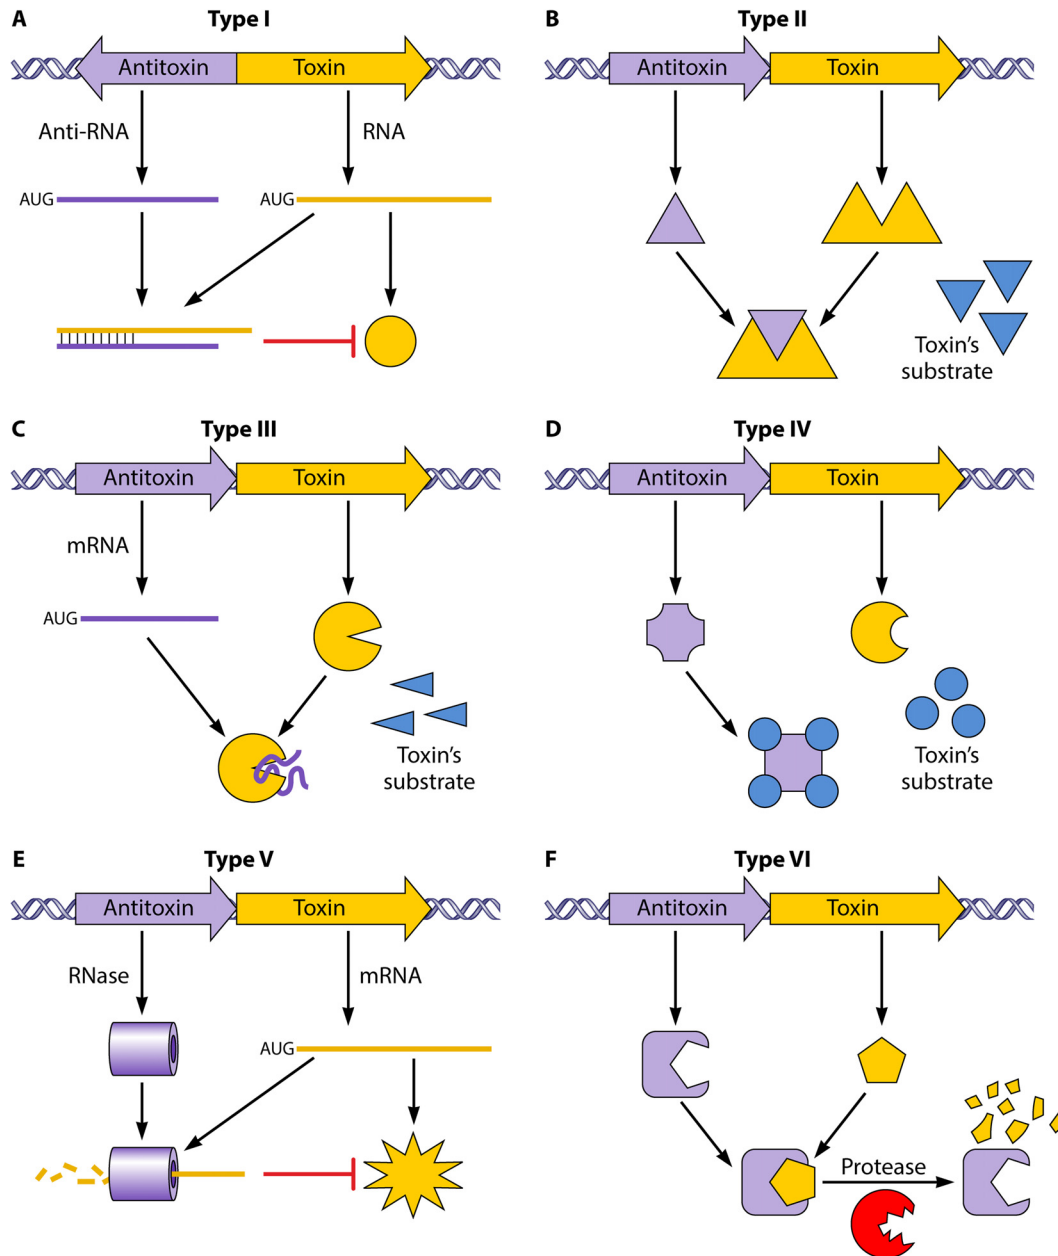 A Type I
Antitoxin Toxin
Anti-RNA RNA
AUG AUG
B Type II
Antitoxin Toxin
Toxin's
substrate
C Type III
Antitoxin Toxin
mRNA
AUG
Toxin's
substrate
D Type IV
Antitoxin Toxin
Toxin's
substrate
E Type V
Antitoxin Toxin
RNase mRNA
AUG
F Type VI
Antitoxin Toxin
Protease